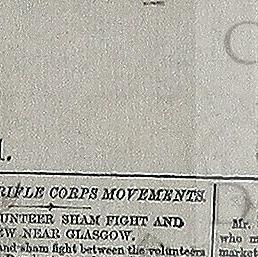 RIFLE CORPS MOVEMENTS.
UNTEER SHAM FIGHT AND
EW NEAR GLASGOW.
and sham fight between the volunteers
Mr.
who m
market